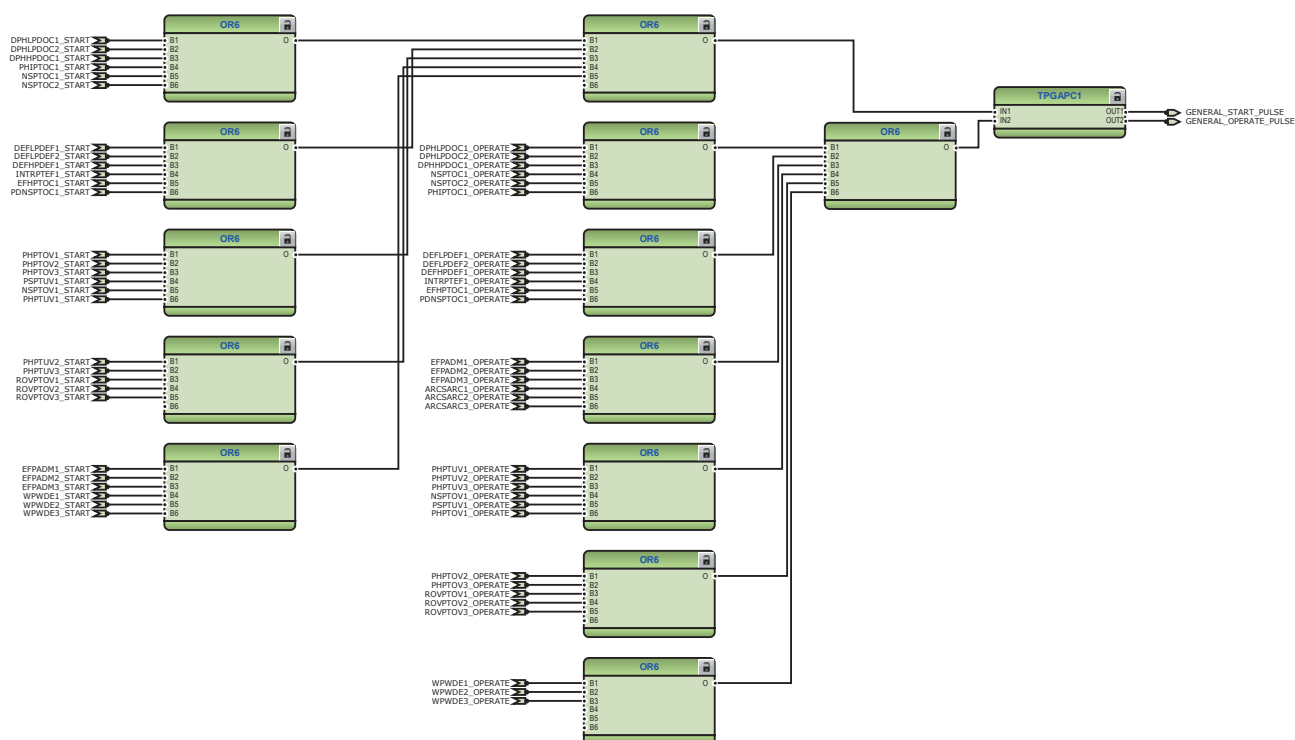 OR6
DPHLPDOC1_START
DPHLPDOC2_START
DPHHPDOC1_START
PHIPTOC1_START
NSPTOC1_START
NSPTOC2_START
B1
B2
B3
B4
B5
B6
O
OR6
DEFLPDEF1_START
DEFLPDEF2_START
DEFHPDEF1_START
INTRPTEF1_START
EFHPTOC1_START
PDNSPTOC1_START
B1
B2
B3
B4
B5
B6
O
OR6
PHPTOV1_START
PHPTOV2_START
PHPTOV3_START
PSPTUV1_START
NSPTOV1_START
PHPTUV1_START
B1
B2
B3
B4
B5
B6
O
OR6
PHPTUV2_START
PHPTUV3_START
ROVPTOV1_START
ROVPTOV2_START
ROVPTOV3_START
B1
B2
B3
B4
B5
B6
O
OR6
EFPADM1_START
EFPADM2_START
EFPADM3_START
WPWDE1_START
WPWDE2_START
WPWDE3_START
B1
B2
B3
B4
B5
B6
O
OR6
B1
B2
B3
B4
B5
B6
O
OR6
DPHLPDOC1_OPERATE
DPHLPDOC2_OPERATE
DPHHPDOC1_OPERATE
NSPTOC1_OPERATE
NSPTOC2_OPERATE
PHIPTOC1_OPERATE
B1
B2
B3
B4
B5
B6
O
OR6
DEFLPDEF1_OPERATE
DEFLPDEF2_OPERATE
DEFHPDEF1_OPERATE
INTRPTEF1_OPERATE
EFHPTOC1_OPERATE
PDNSPTOC1_OPERATE
B1
B2
B3
B4
B5
B6
O
OR6
EFPADM1_OPERATE
EFPADM2_OPERATE
EFPADM3_OPERATE
ARCSARC1_OPERATE
ARCSARC2_OPERATE
ARCSARC3_OPERATE
B1
B2
B3
B4
B5
B6
O
OR6
PHPTUV1_OPERATE
PHPTUV2_OPERATE
PHPTUV3_OPERATE
NSPTOV1_OPERATE
PSPTUV1_OPERATE
PHPTOV1_OPERATE
B1
B2
B3
B4
B5
B6
O
OR6
PHPTOV2_OPERATE
PHPTOV3_OPERATE
ROVPTOV1_OPERATE
ROVPTOV2_OPERATE
ROVPTOV3_OPERATE
B1
B2
B3
B4
B5
B6
O
OR6
WPWDE1_OPERATE
WPWDE2_OPERATE
WPWDE3_OPERATE
B1
B2
B3
B4
B5
B6
O
OR6
B1
B2
B3
B4
B5
B6
O
TPGAPC1
IN1
IN2
OUT1
OUT2
GENERAL_START_PULSE
GENERAL_OPERATE_PULSE